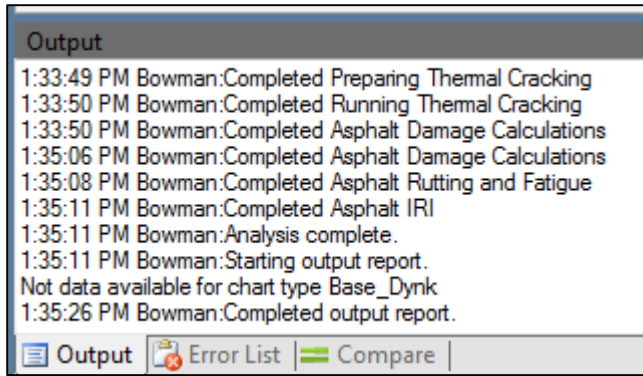 Output
1:33:49 PM Bowman:Completed Preparing Thermal Cracking
1:33:50 PM Bowman:Completed Running Thermal Cracking
1:33:50 PM Bowman:Completed Asphalt Damage Calculations
1:35:06 PM Bowman:Completed Asphalt Damage Calculations
1:35:08 PM Bowman:Completed Asphalt Rutting and Fatigue
1:35:11 PM Bowman:Completed Asphalt IRI
1:35:11 PM Bowman:Analysis complete.
1:35:11 PM Bowman:Starting output report.
Not data available for chart type Base_Dynk
1:35:26 PM Bowman:Completed output report.
Output Error List Compare